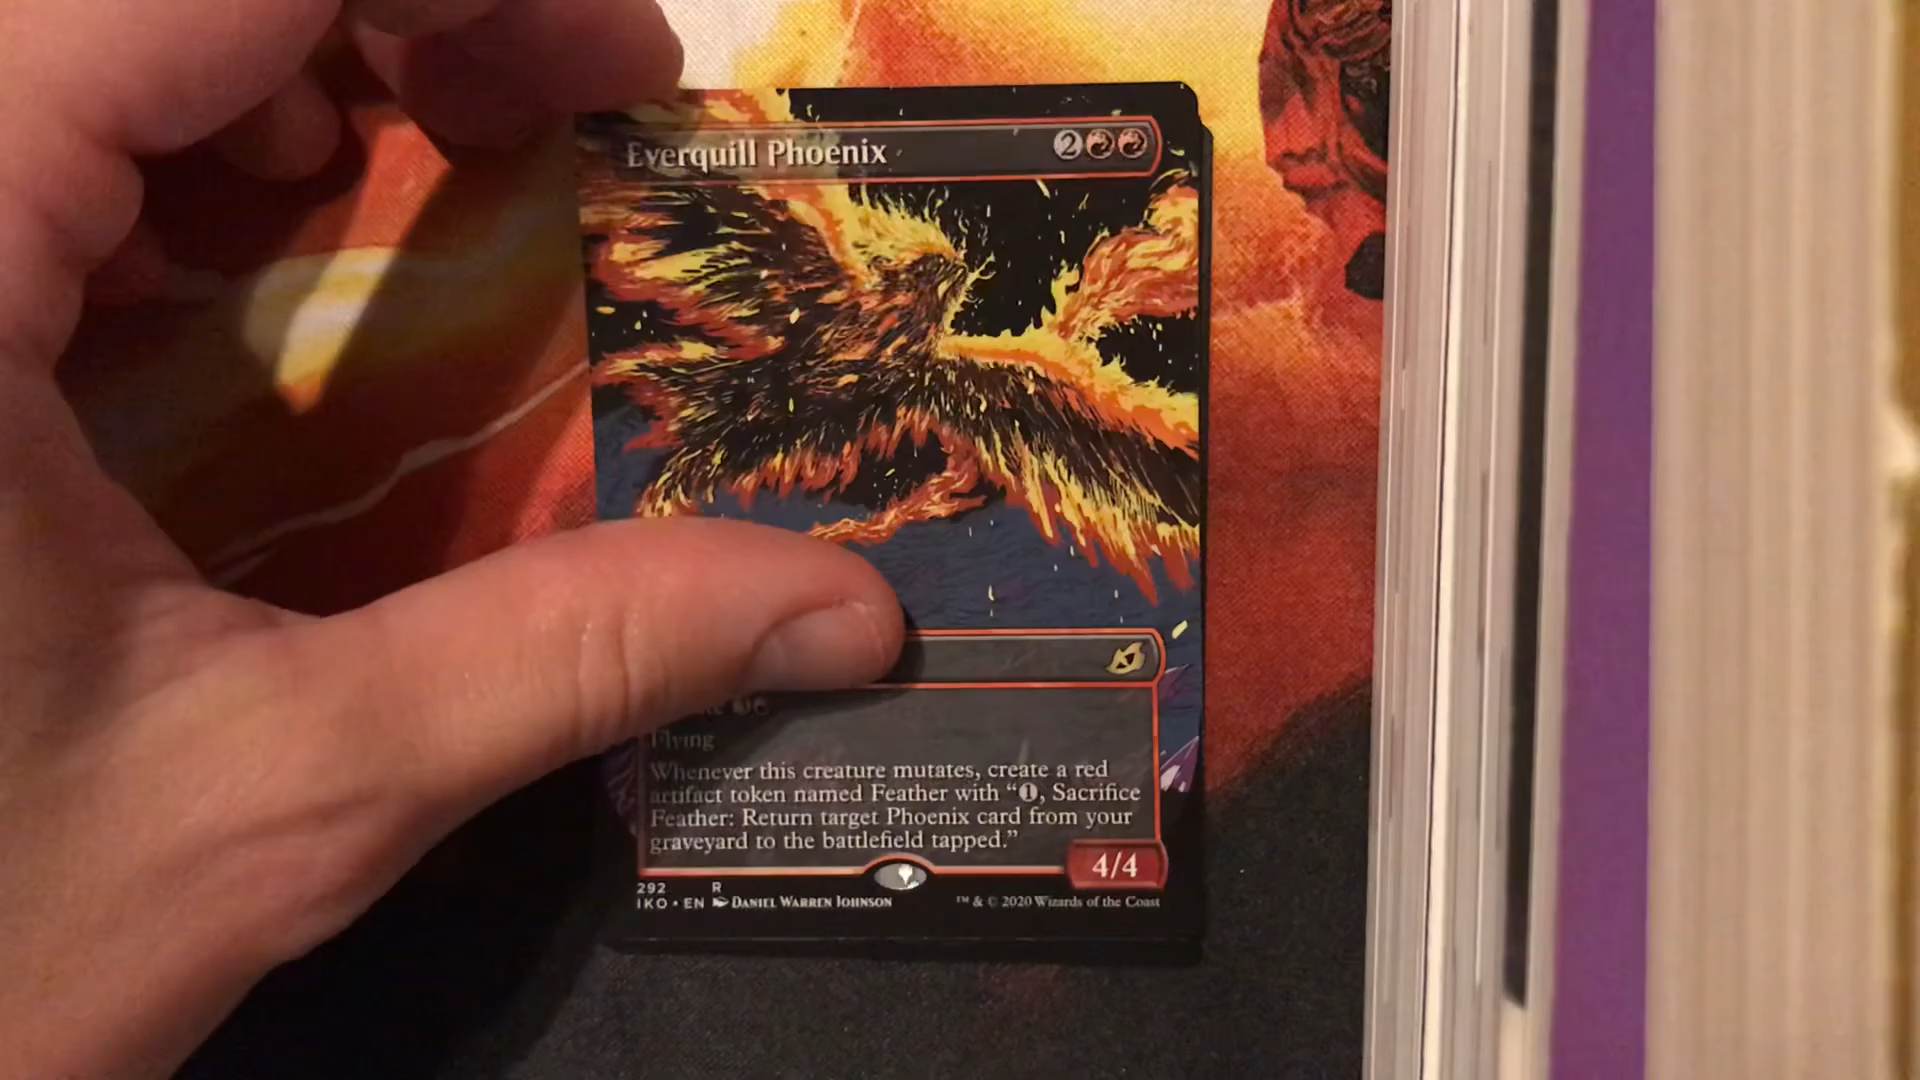 Everquill Phoenix 2
Flying
Whenever this creature mutates, create a red
artifact token named Feather with “1, Sacrifice
Feather: Return target Phoenix card from your
graveyard to the battlefield tapped.”
4/4
292 R
IKO • EN Daniel Warren Johnson ™ & © 2020 Wizards of the Coast